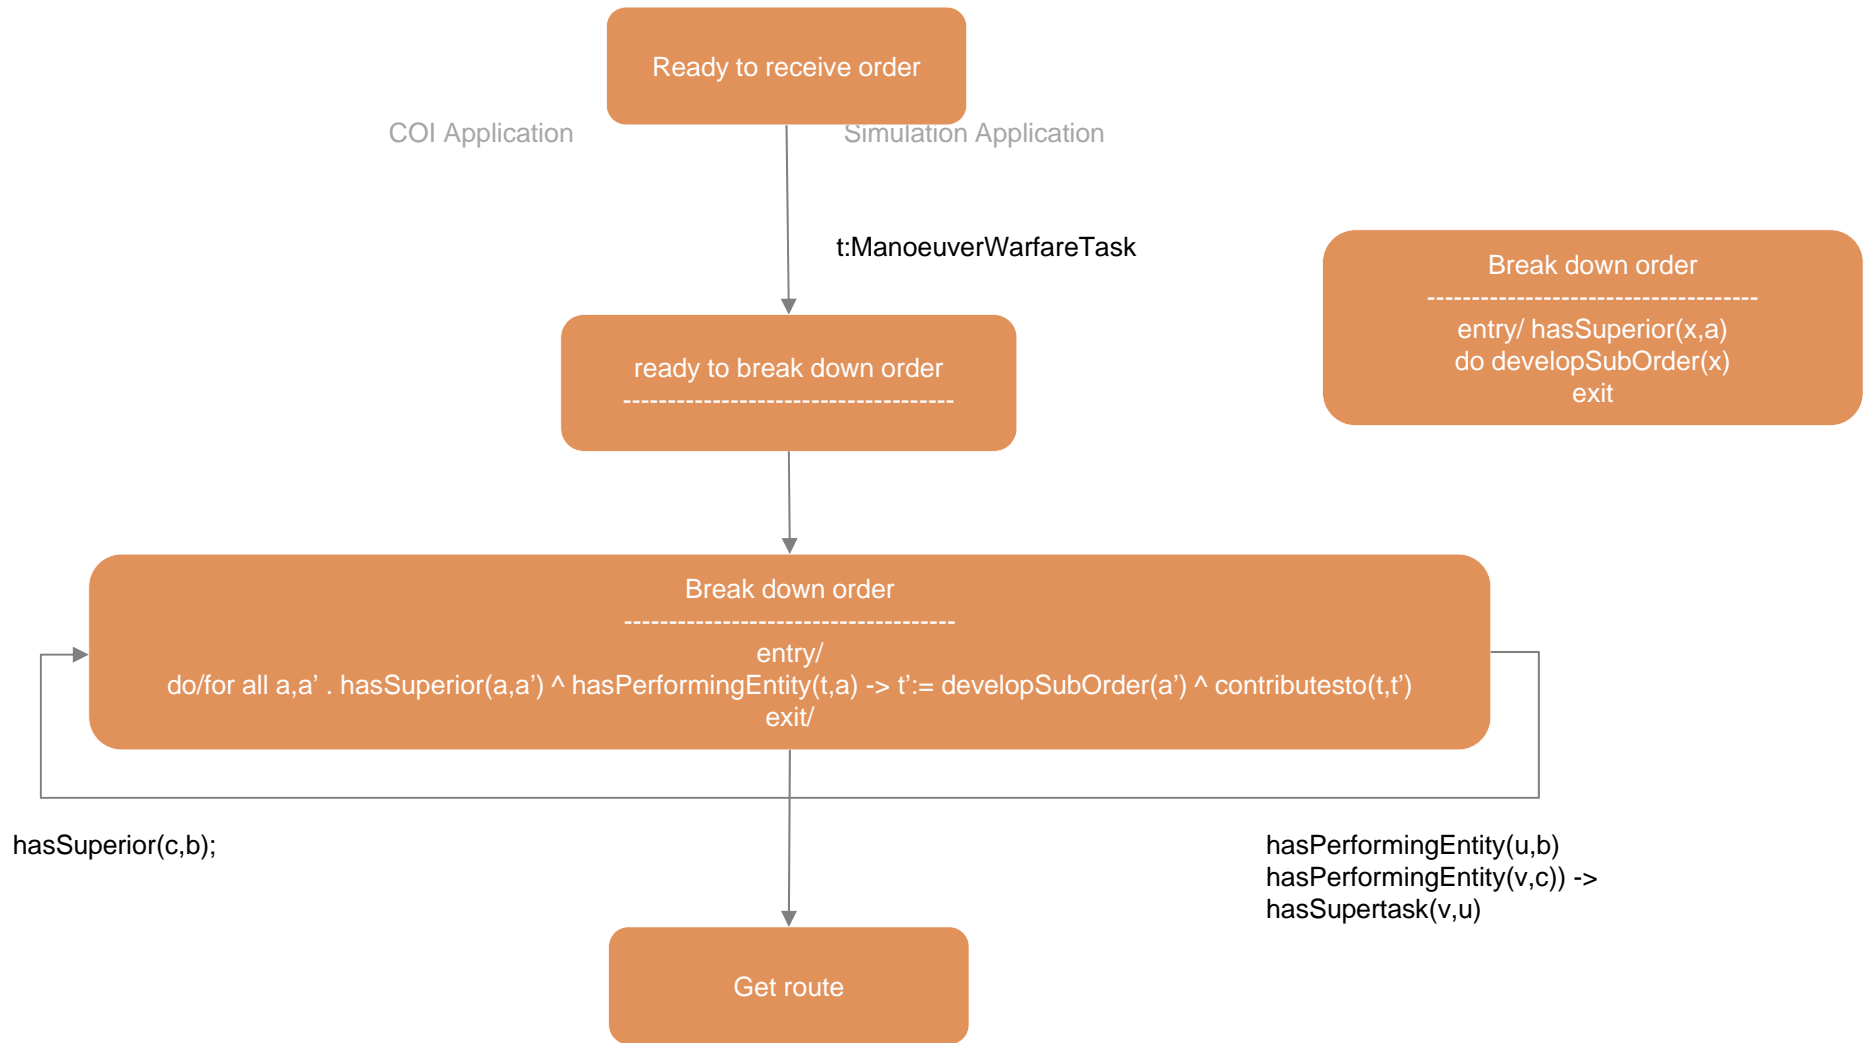 Ready to receive order
COI Application
Simulation Application
t:ManoeuverWarfareTask
Break down order
-------------------------------------
entry/ hasSuperior(x,a)
do developSubOrder(x)
exit
ready to break down order
-------------------------------------
Break down order
-------------------------------------
entry/
do/for all a,a’ . hasSuperior(a,a’) ^ hasPerformingEntity(t,a) -> t’:= developSubOrder(a’) ^ contributesto(t,t’)
exit/
hasSuperior(c,b);
hasPerformingEntity(u,b)
hasPerformingEntity(v,c)) ->
hasSupertask(v,u)
Get route